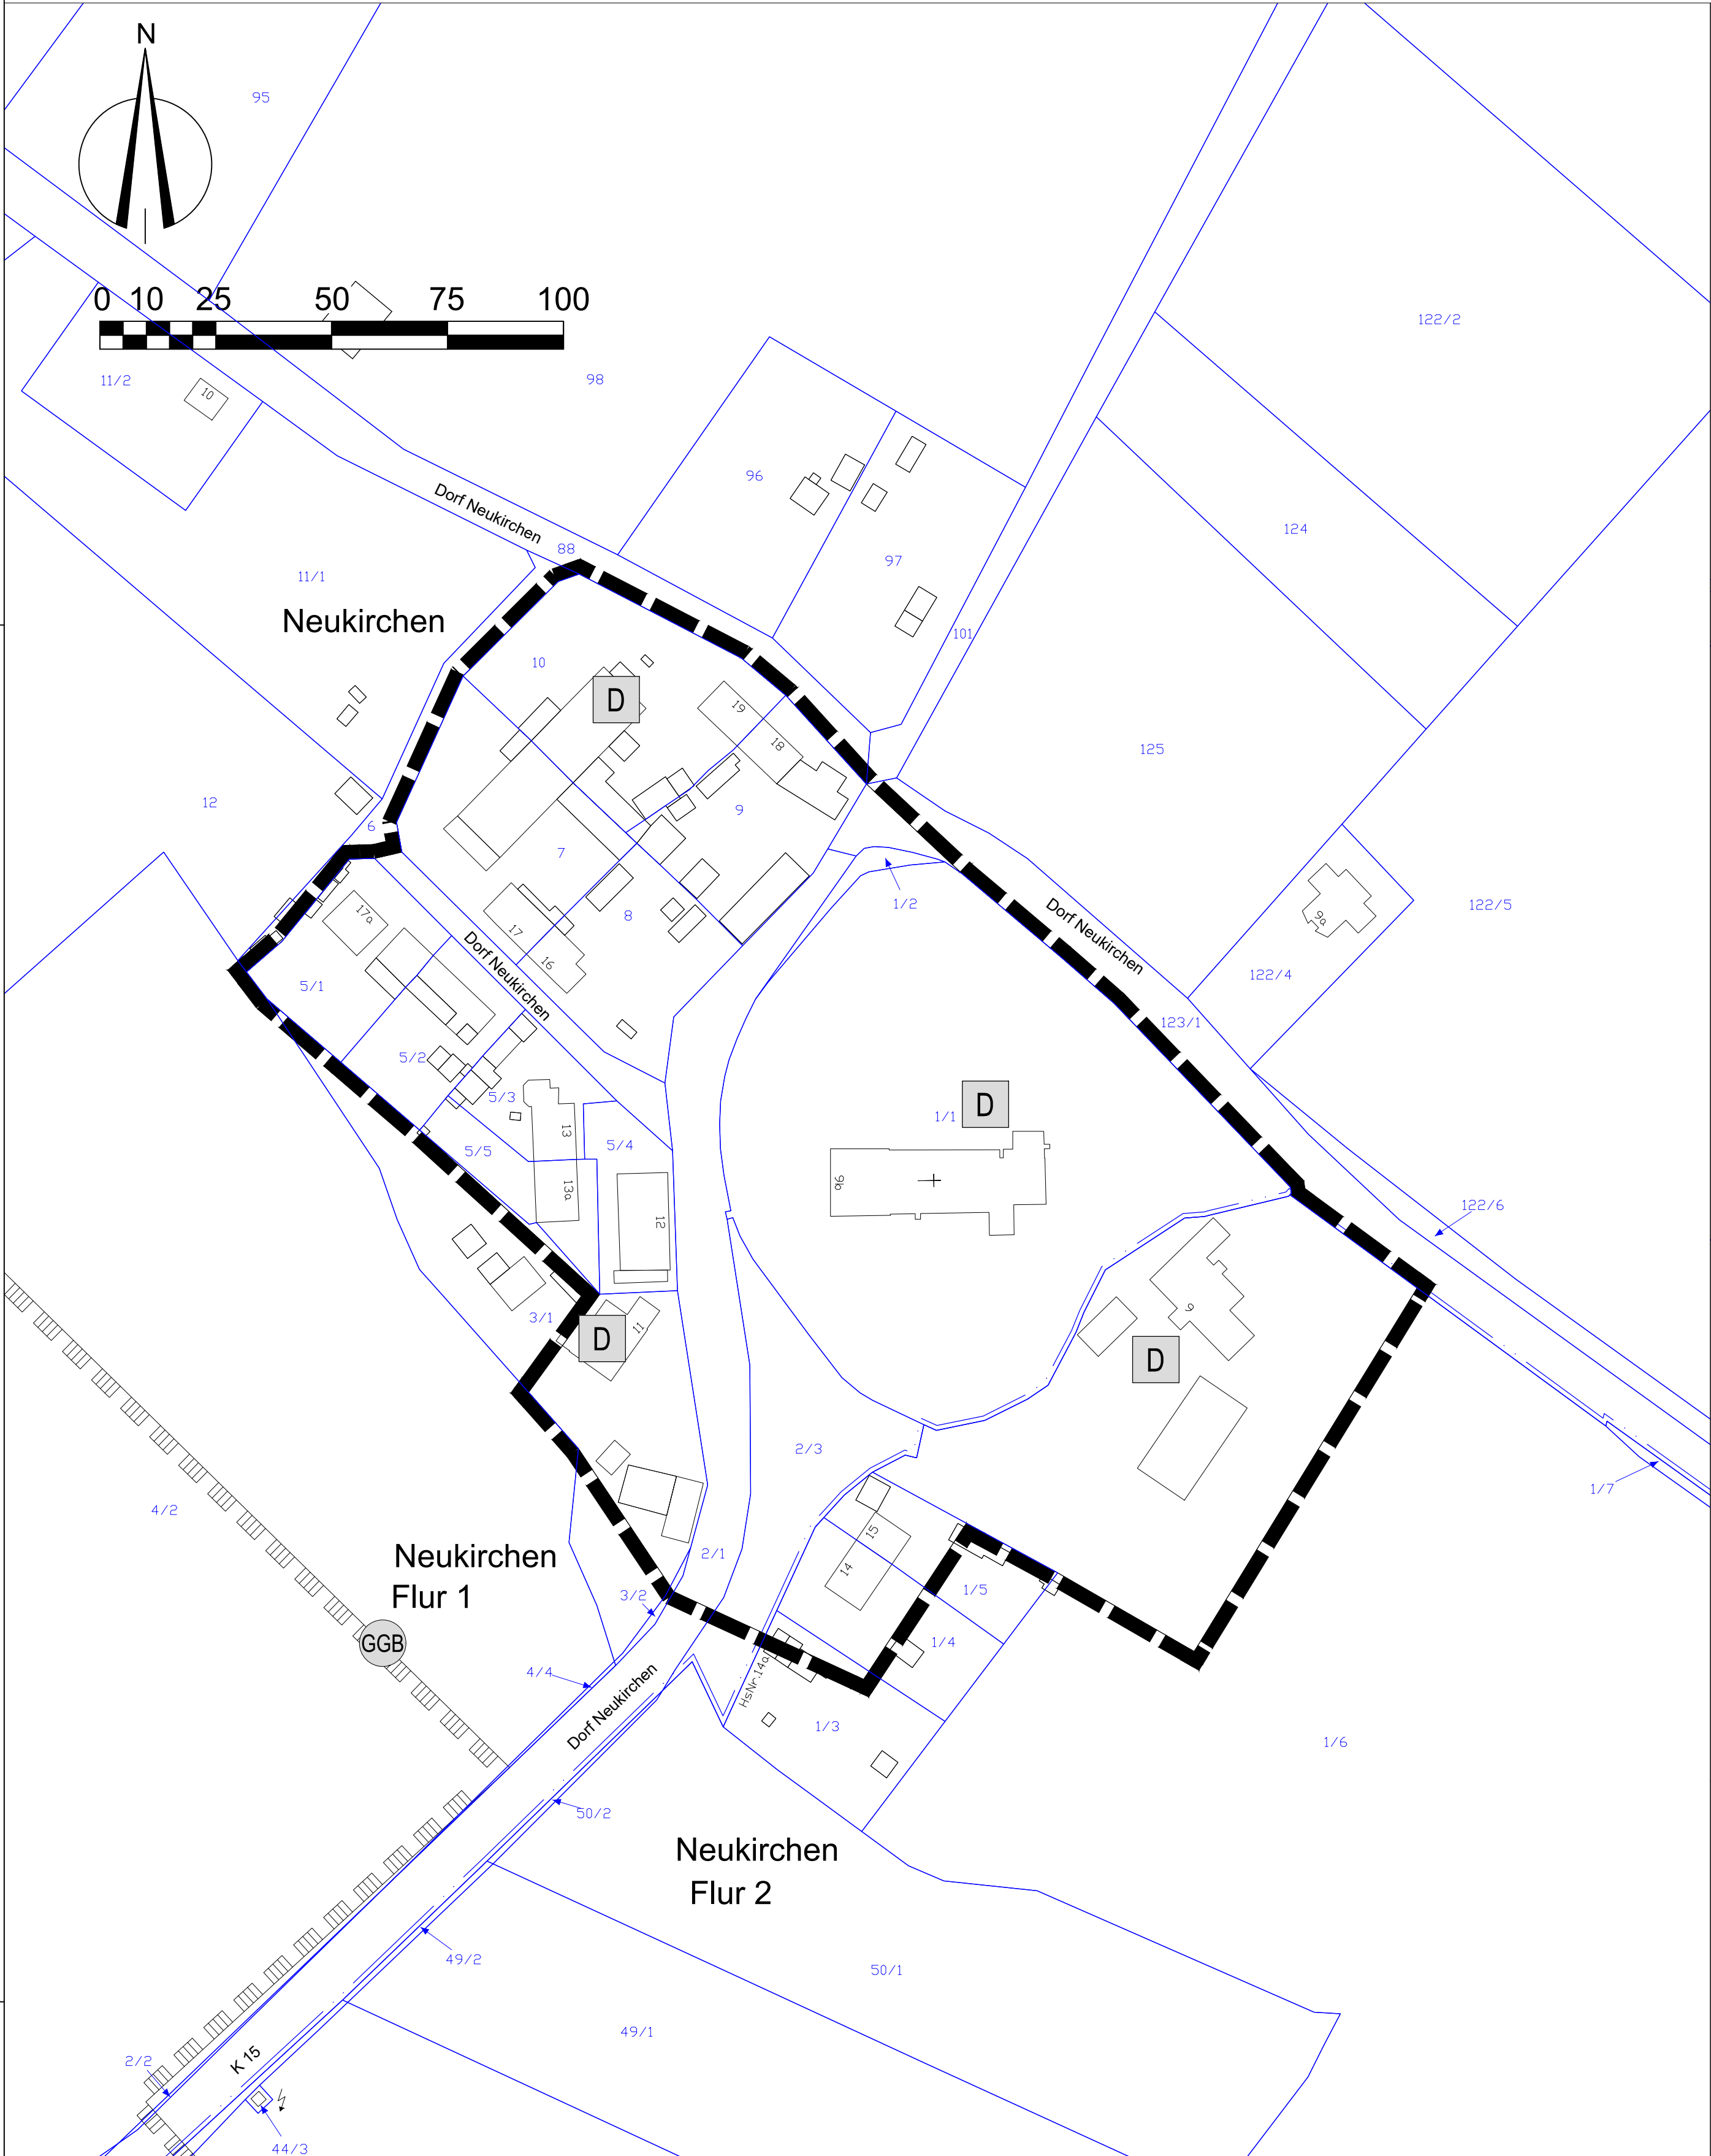 N
95
0 10 25 50 75 100
122/2
11/2
10
98
96
Dorf Neukirchen
124
88
97
11/1
Neukirchen
101
10
D
19
18
125
12
6
9
7
1/2
8
17a
17
16
Dorf Neukirchen
Dorf Neukirchen
9a
122/5
122/4
5/1
123/1
5/2
5/3
1/1
D
13
5/4
5/5
13a
9b
12
122/6
3/1
D
11
9
D
2/3
4/2
1/7
15
14
Neukirchen
Flur 1
2/1
3/2
1/5
GGB
1/4
4/4
HsNr.14a
Dorf Neukirchen
1/3
1/6
50/2
Neukirchen
Flur 2
49/2
50/1
49/1
2/2
K 15
44/3